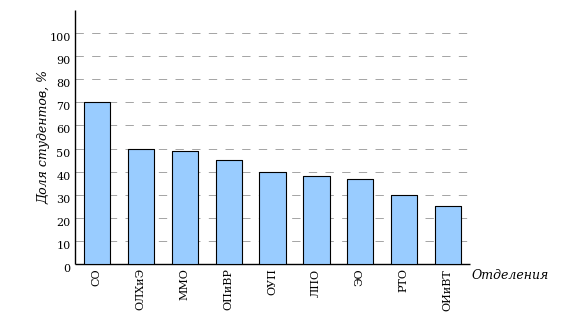 Доля студентов, %
100
90
80
70
60
50
40
30
20
10
0
СО
ОЛХиЭ
ММО
ОПиВР
ОУП
ЛПО
ЭО
РТО
ОИиВТ
Отделения